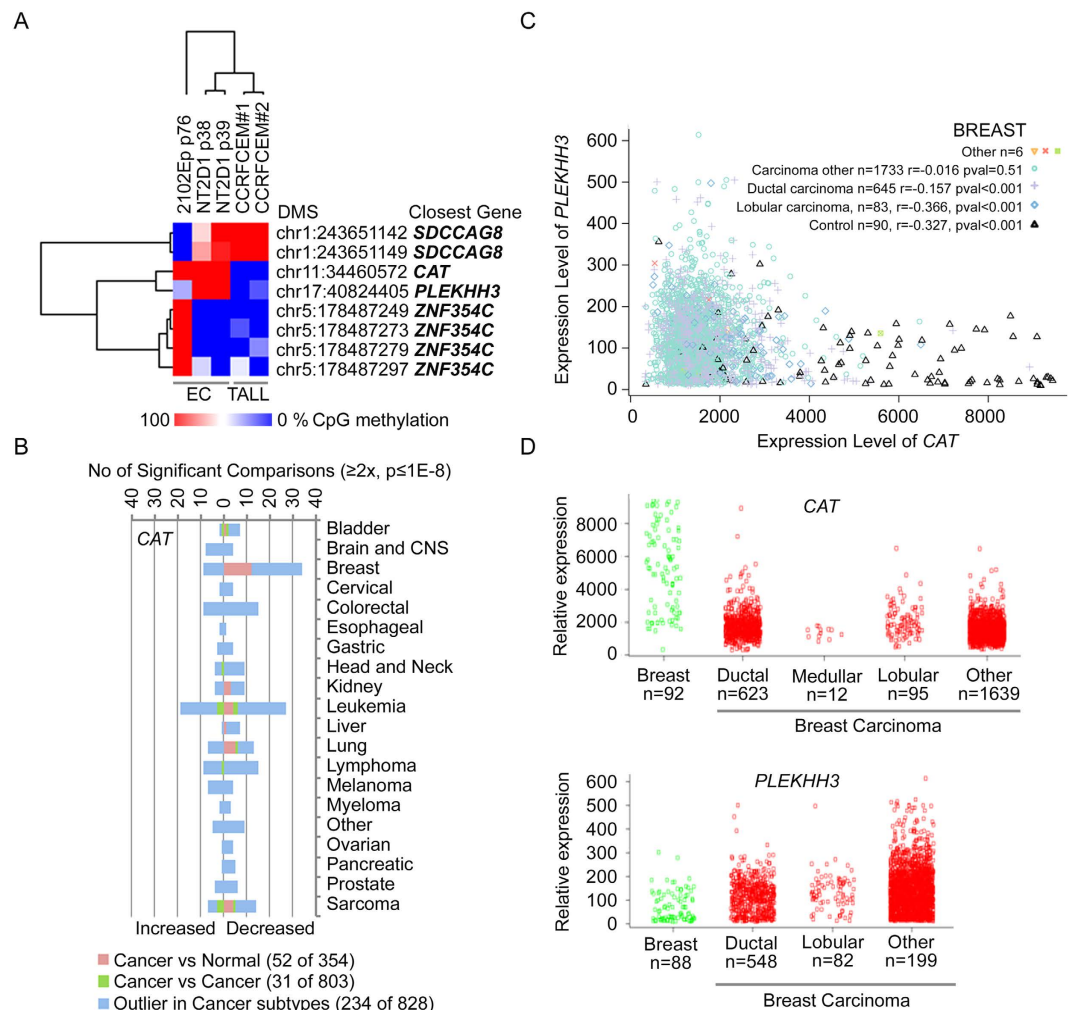 A
2102Ep p76
NT2D1 p38
NT2D1 p39
CCRFCEM#1
CCRFCEM#2
DMS Closest Gene
chr1:243651142 SDCCAG8
chr1:243651149 SDCCAG8
chr11:34460572 CAT
chr17:40824405 PLEKHH3
chr5:178487249 ZNF354C
chr5:178487273 ZNF354C
chr5:178487279 ZNF354C
chr5:178487297 ZNF354C
EC TALL
100 0 % CpG methylation
B
No of Significant Comparisons (≥2x, p≤1E-8)
40 30 20 10 0 10 20 30 40
CAT
Bladder
Brain and CNS
Breast
Cervical
Colorectal
Esophageal
Gastric
Head and Neck
Kidney
Leukemia
Liver
Lung
Lymphoma
Melanoma
Myeloma
Other
Ovarian
Pancreatic
Prostate
Sarcoma
Increased Decreased
Cancer vs Normal (52 of 354)
Cancer vs Cancer (31 of 803)
Outlier in Cancer subtypes (234 of 828)
C
Expression Level of PLEKHH3
600
500
400
300
200
100
0
BREAST
Other n=6
Carcinoma other n=1733 r=-0.016 pval=0.51
Ductal carcinoma n=645 r=-0.157 pval<0.001
Lobular carcinoma, n=83, r=-0.366, pval<0.001
Control n=90, r=-0.327, pval<0.001
0 2000 4000 6000 8000
Expression Level of CAT
D
CAT
Relative expression
8000
6000
4000
2000
0
Breast Ductal Medullar Lobular Other
n=92 n=623 n=12 n=95 n=1639
Breast Carcinoma
PLEKHH3
Relative expression
600
500
400
300
200
100
0
Breast Ductal Lobular Other
n=88 n=548 n=82 n=199
Breast Carcinoma